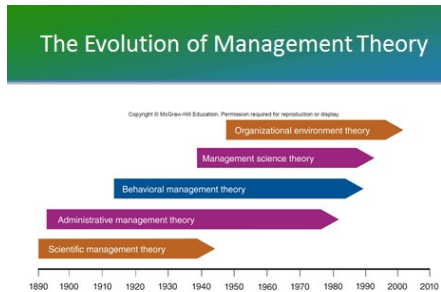 The Evolution of Management Theory
Copyright © McGraw-Hill Education. Permission required for reproduction or display
Organizational environment theory
Management science theory
Behavioral management theory
Administrative management theory
Scientific management theory
1890 1900 1910 1920 1930 1940 1950 1960 1970 1980 1990 2000 2010